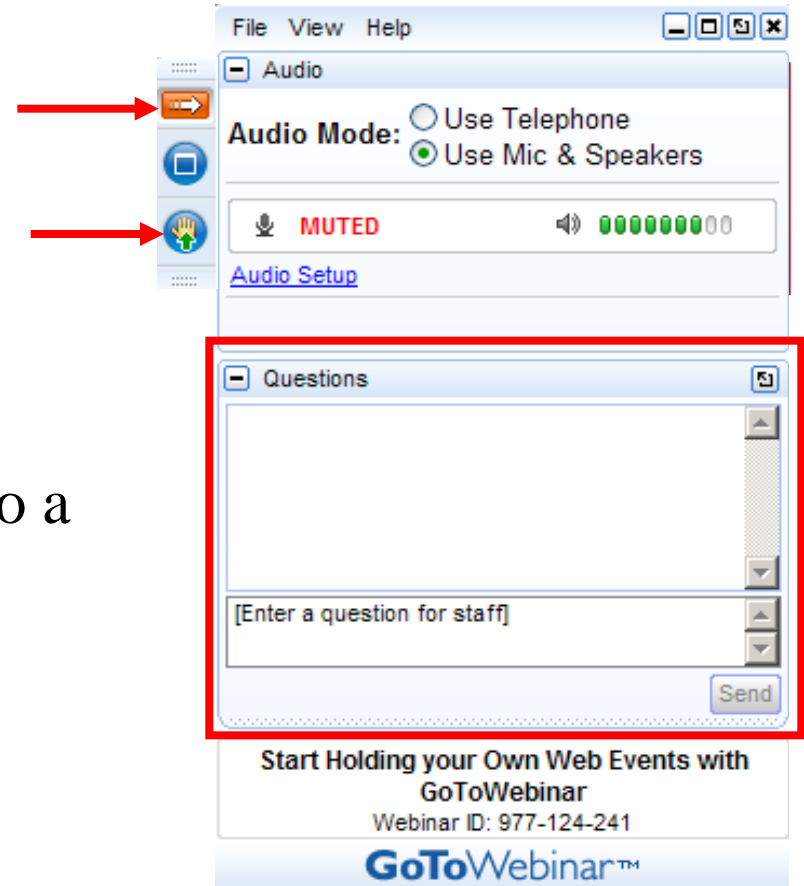 File View Help
Audio
Audio Mode:
Use Telephone
Use Mic & Speakers
MUTED
Audio Setup
Questions
o a
[Enter a question for staff]
Send
Start Holding your Own Web Events with
GoToWebinar
Webinar ID: 977-124-241
GoToWebinar™